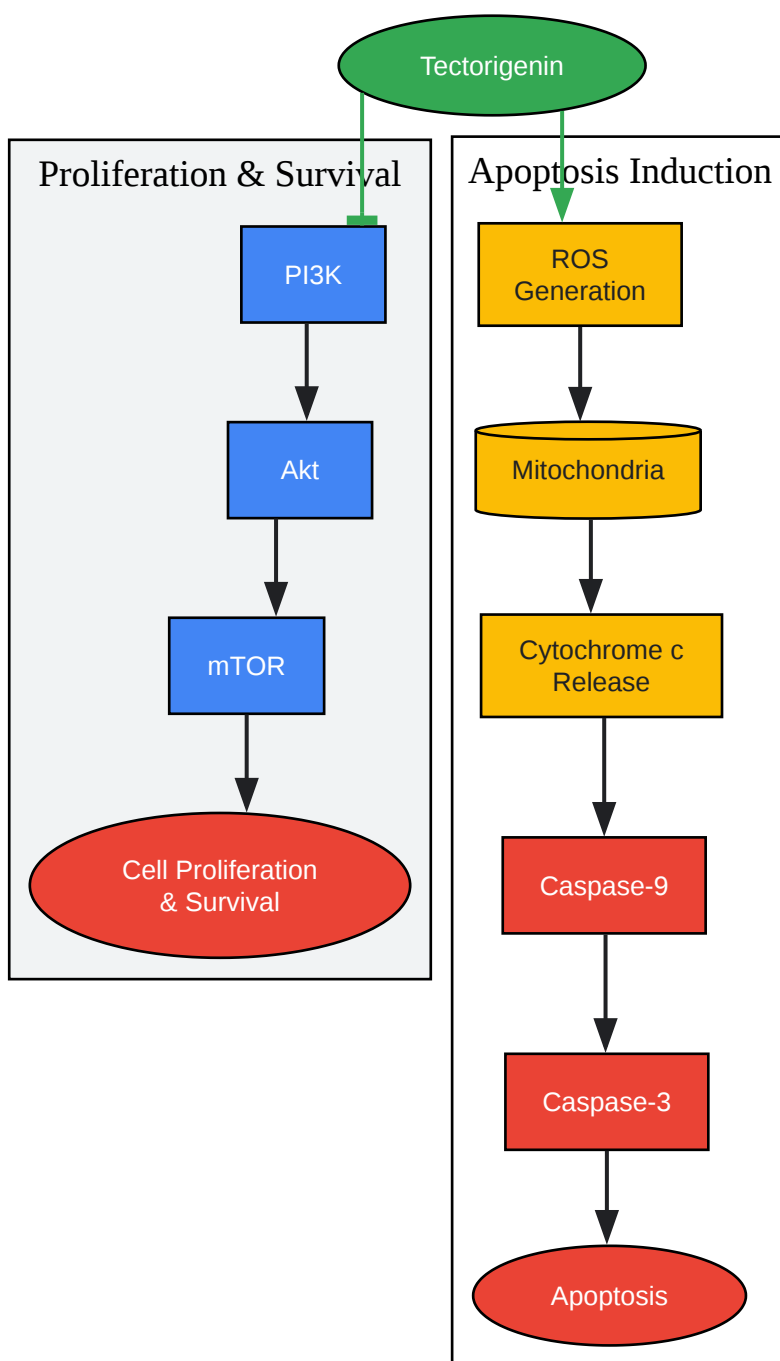 Tectorigenin
Proliferation & Survival
PI3K
Akt
mTOR
Cell Proliferation
& Survival
Apoptosis Induction
ROS
Generation
Mitochondria
Cytochrome c
Release
Caspase-9
Caspase-3
Apoptosis